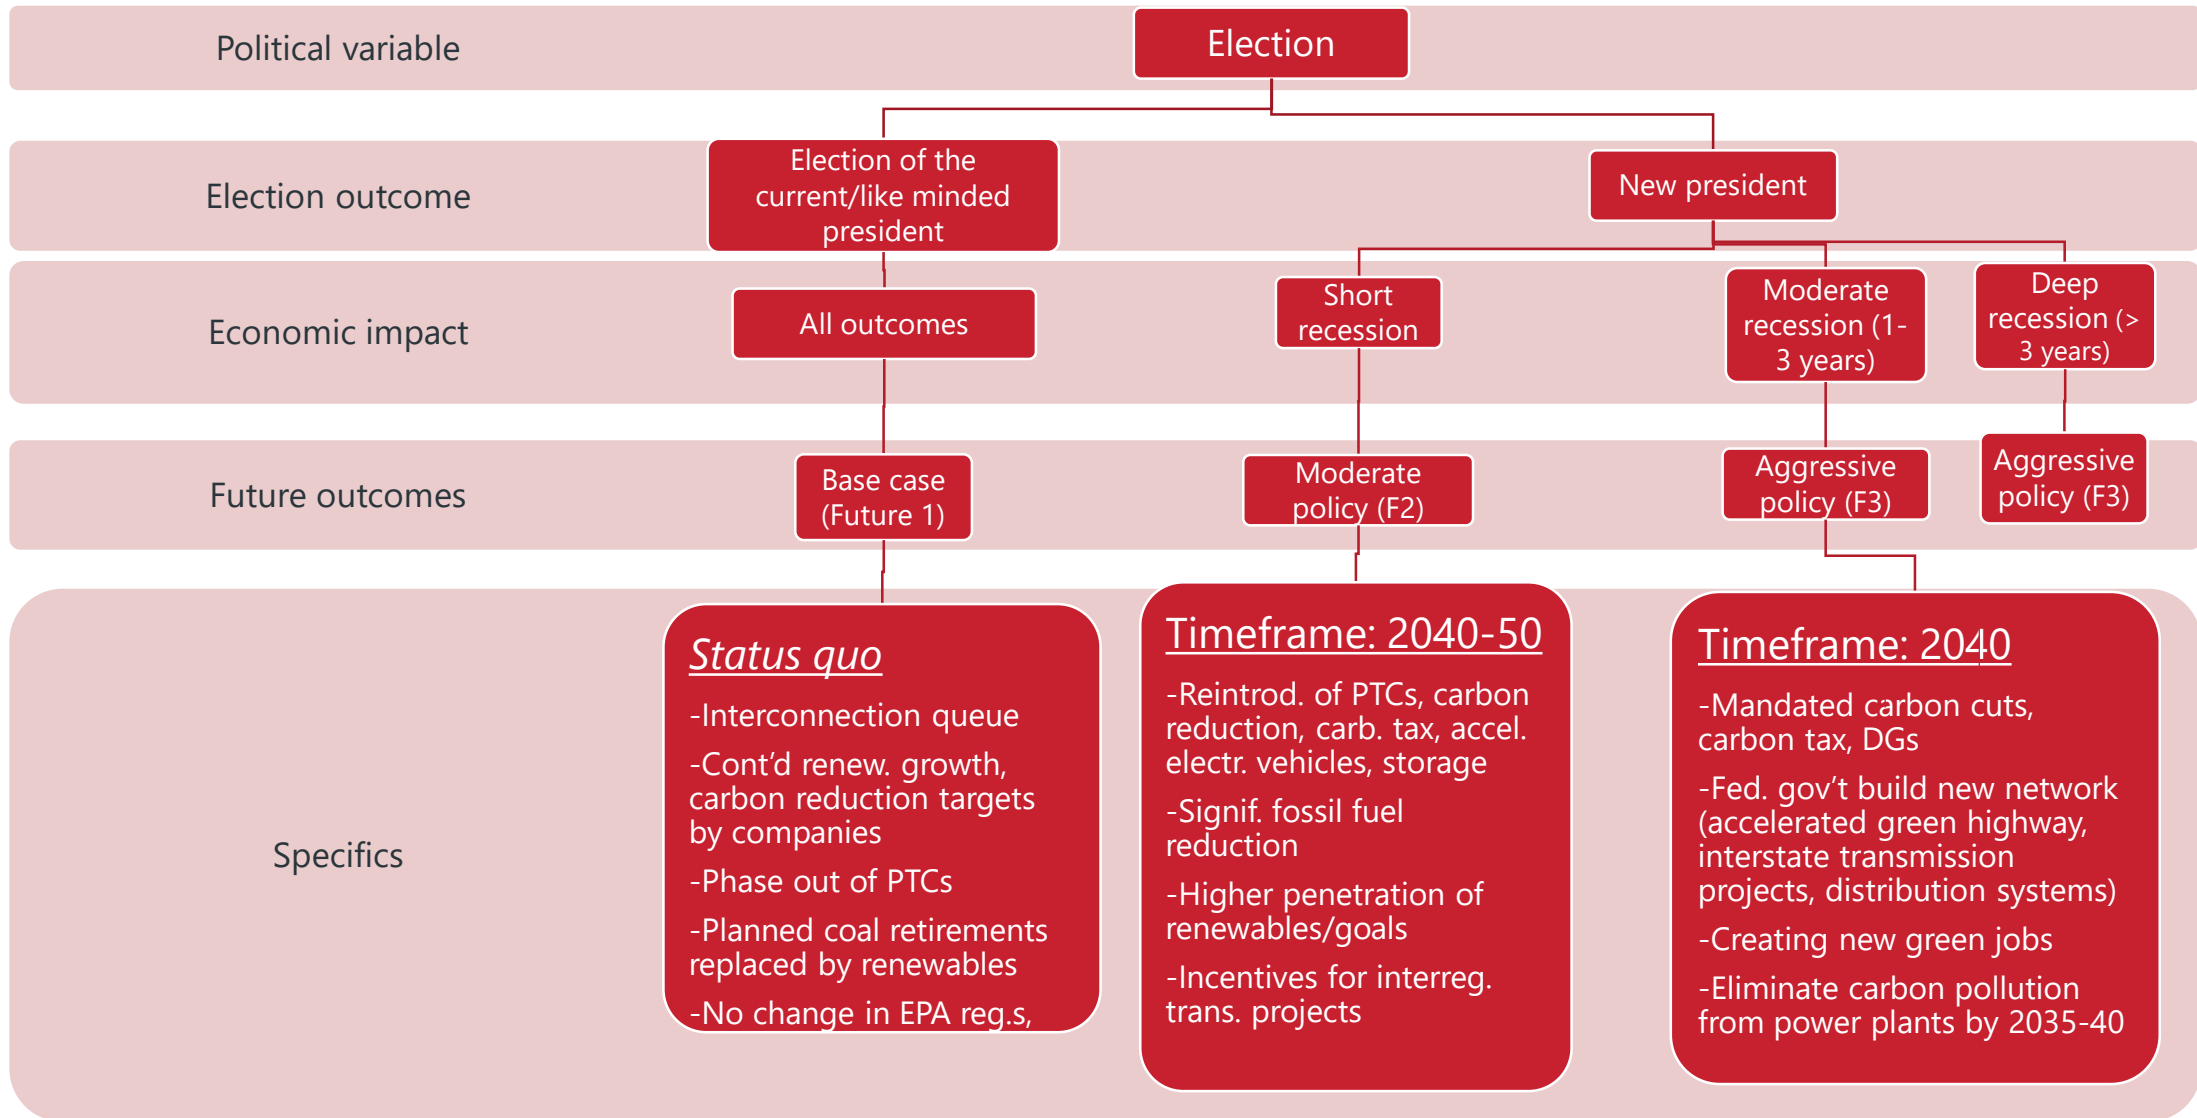 Political variable
Election
Election outcome
Election of the
current/like minded
president
New president
Economic impact
All outcomes
Short
recession
Moderate
recession (1-
3 years)
Deep
recession (>
3 years)
Future outcomes
Base case
(Future 1)
Moderate
policy (F2)
Aggressive
policy (F3)
Aggressive
policy (F3)
Specifics
Status quo
-Interconnection queue
-Cont’d renew. growth,
carbon reduction targets
by companies
-Phase out of PTCs
-Planned coal retirements
replaced by renewables
-No change in EPA reg.s,
Timeframe: 2040-50
-Reintrod. of PTCs, carbon
reduction, carb. tax, accel.
electr. vehicles, storage
-Signif. fossil fuel
reduction
-Higher penetration of
renewables/goals
-Incentives for interreg.
trans. projects
Timeframe: 2040
-Mandated carbon cuts,
carbon tax, DGs
-Fed. gov’t build new network
(accelerated green highway,
interstate transmission
projects, distribution systems)
-Creating new green jobs
-Eliminate carbon pollution
from power plants by 2035-40